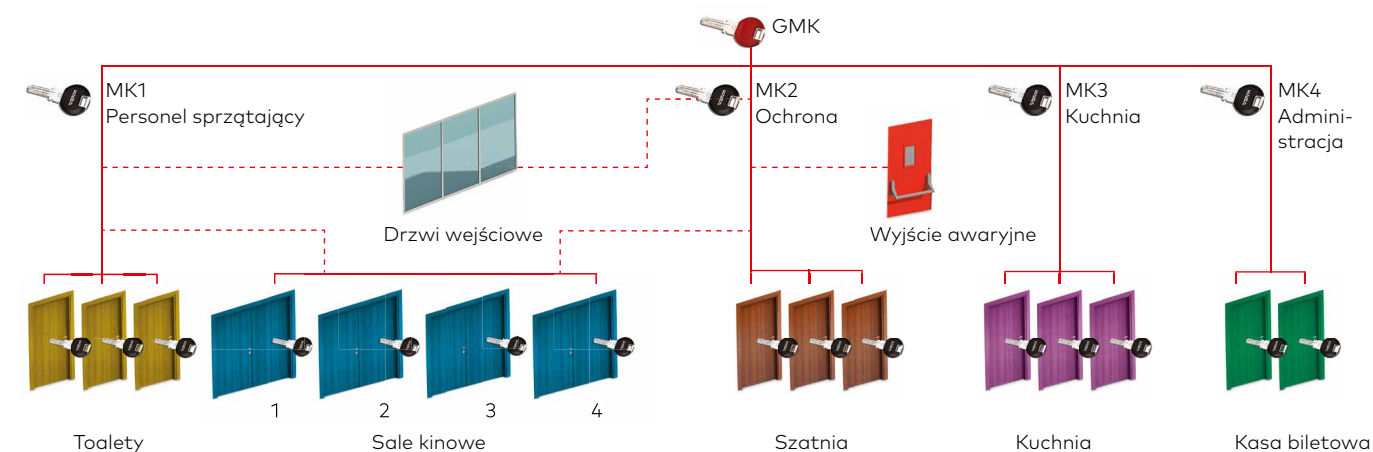 GMK
MK1
Personel sprzątający
MK2
Ochrona
MK3
Kuchnia
MK4
Admini-
stracja
Drzwi wejściowe
Wyjście awaryjne
1
2
3
4
Toalety
Sale kinowe
Szatnia
Kuchnia
Kasa biletowa